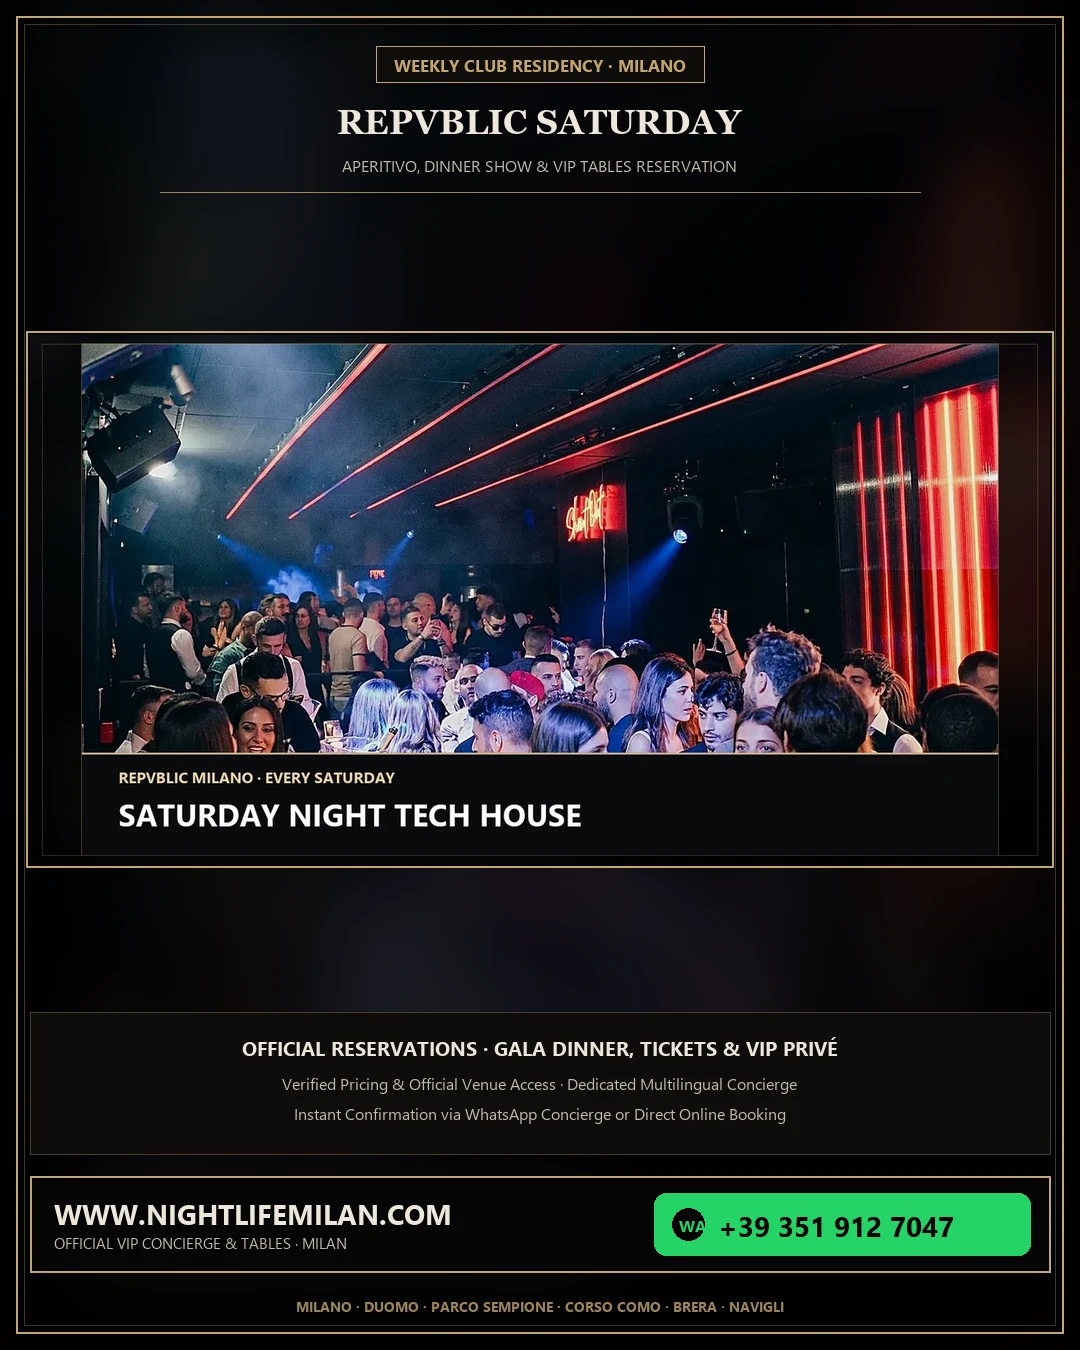 WEEKLY CLUB RESIDENCY · MILANO
REPVBLIC SATURDAY
APERITIVO, DINNER SHOW & VIP TABLES RESERVATION
REPVBLIC MILANO · EVERY SATURDAY
SATURDAY NIGHT TECH HOUSE
OFFICIAL RESERVATIONS · GALA DINNER, TICKETS & VIP PRIVÉ
Verified Pricing & Official Venue Access · Dedicated Multilingual Concierge
Instant Confirmation via WhatsApp Concierge or Direct Online Booking
WWW.NIGHTLIFEMILAN.COM
OFFICIAL VIP CONCIERGE & TABLES · MILAN
WA +39 351 912 7047
MILANO · DUOMO · PARCO SEMPIONE · CORSO COMO · BRERA · NAVIGLI